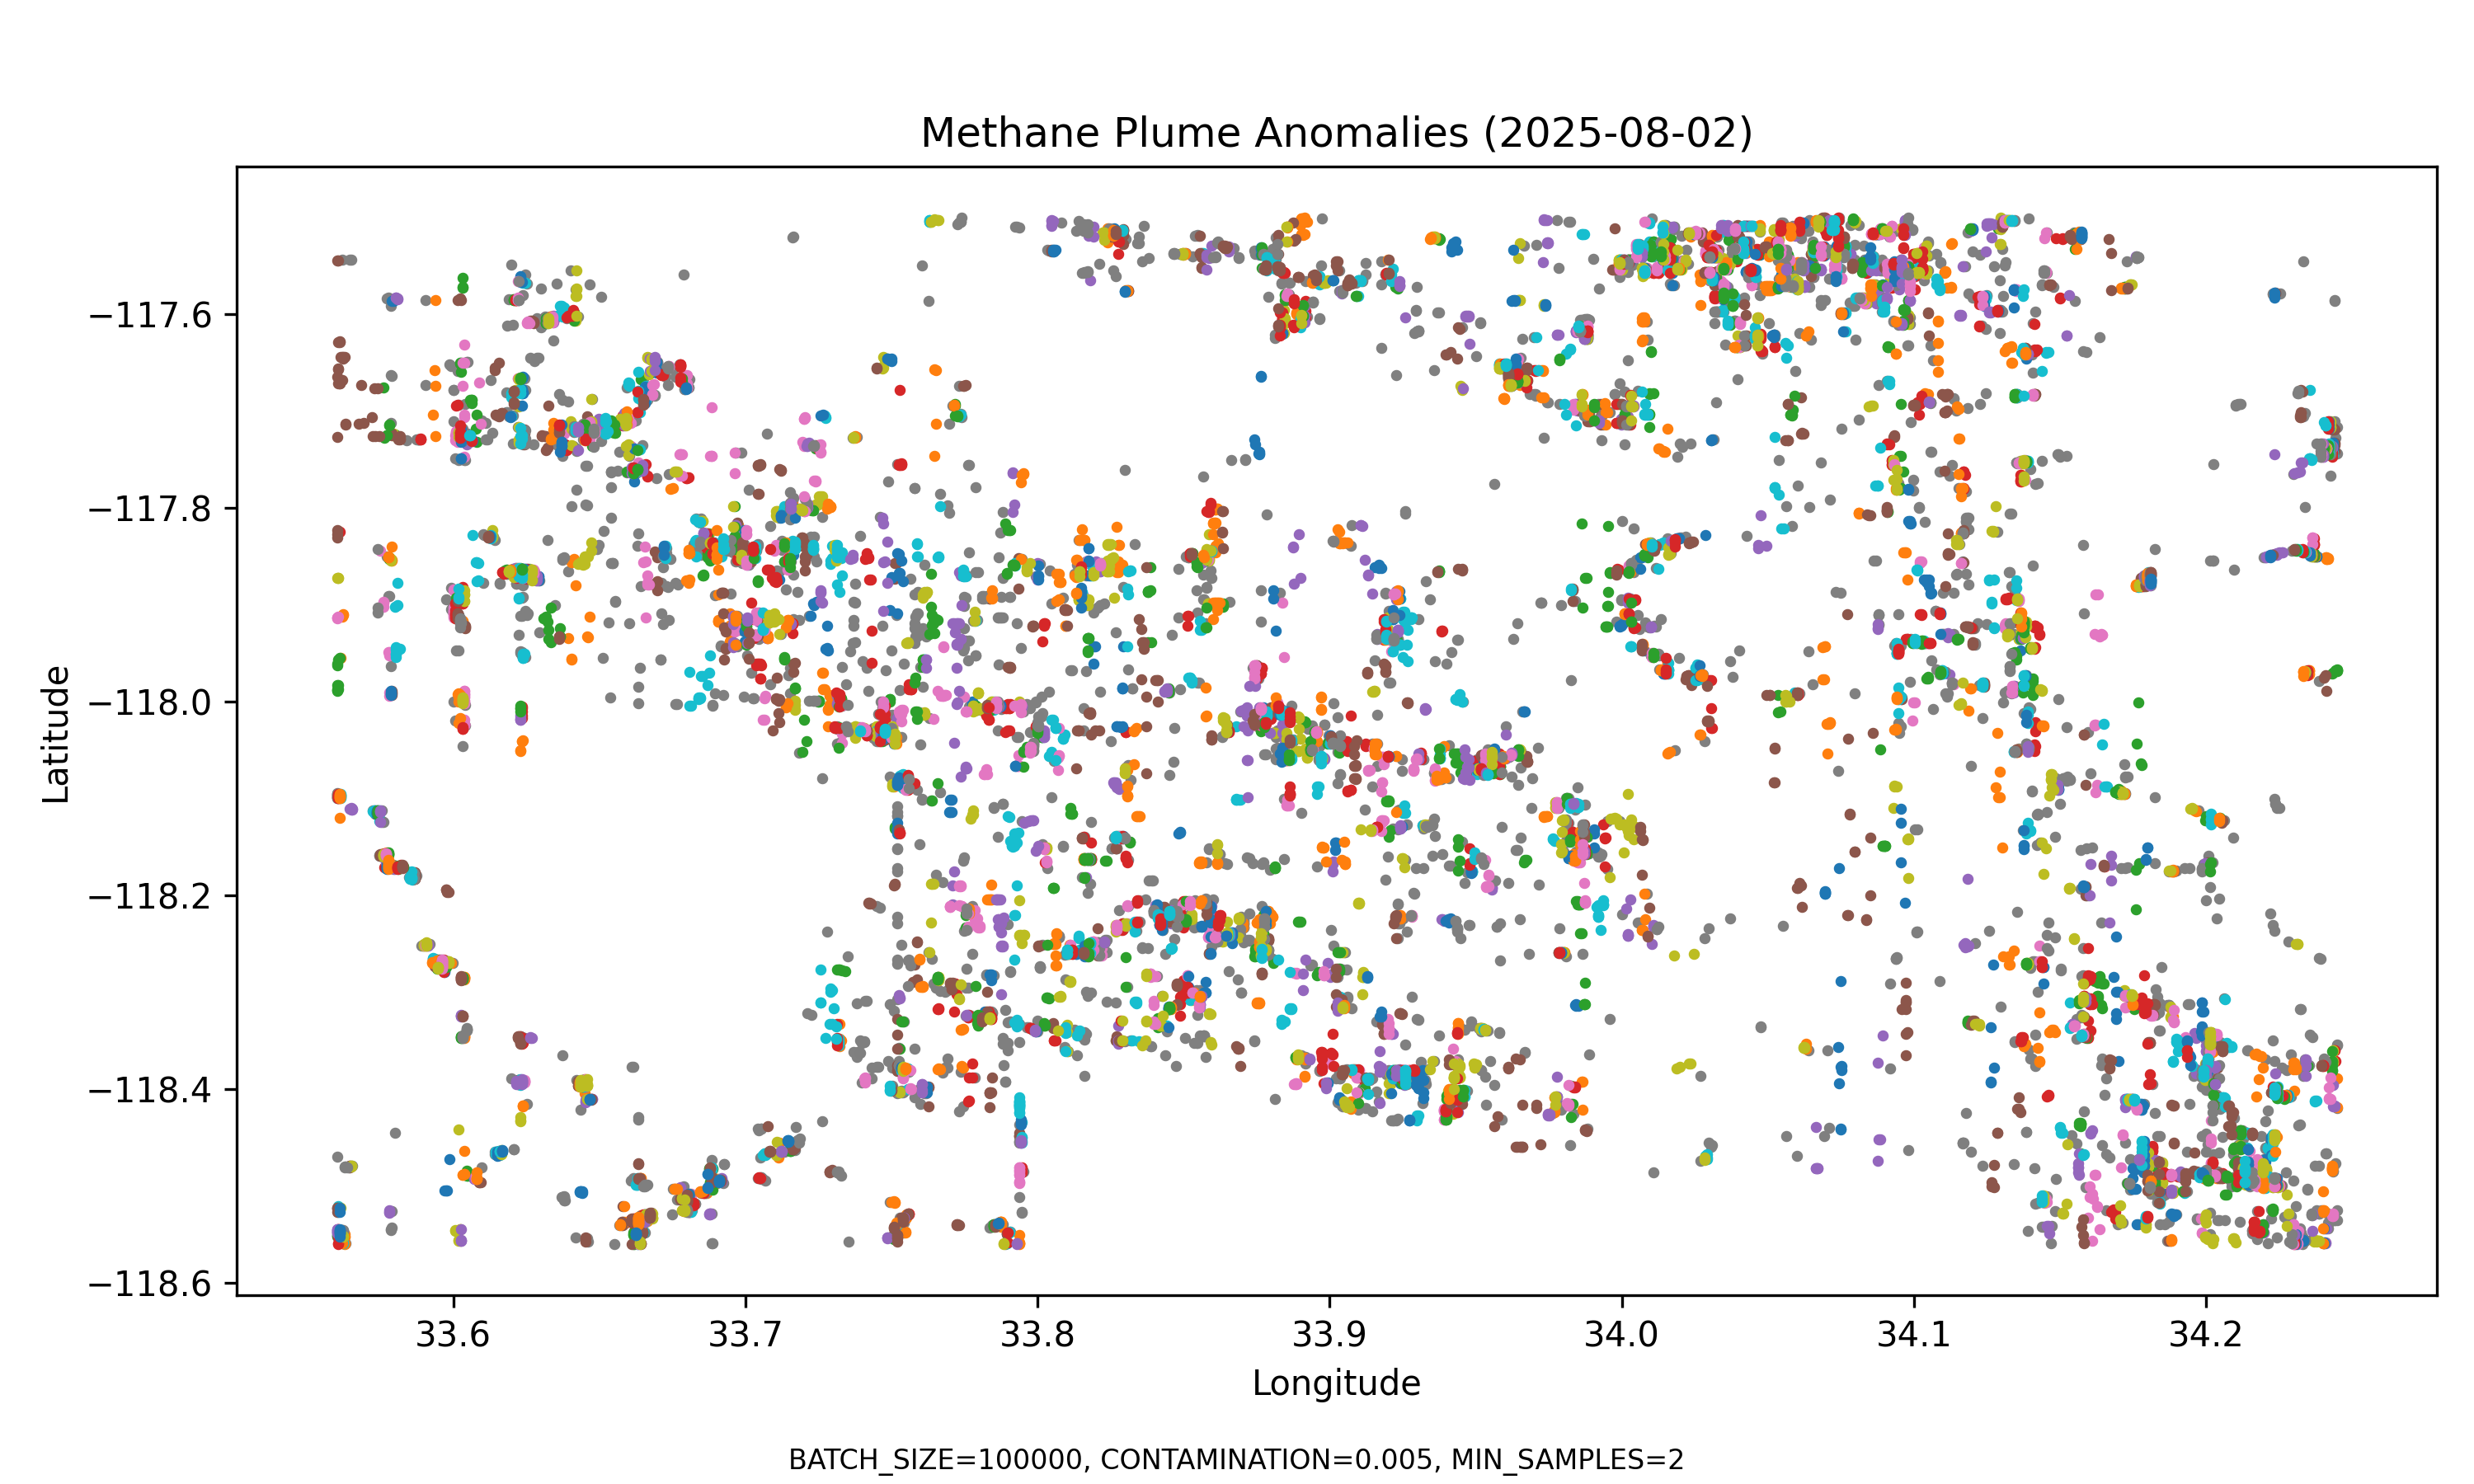 Methane Plume Anomalies (2025-08-02)
Latitude
−117.6
−117.8
−118.0
−118.2
−118.4
−118.6
33.6 33.7 33.8 33.9 34.0 34.1 34.2
Longitude
BATCH_SIZE=100000, CONTAMINATION=0.005, MIN_SAMPLES=2